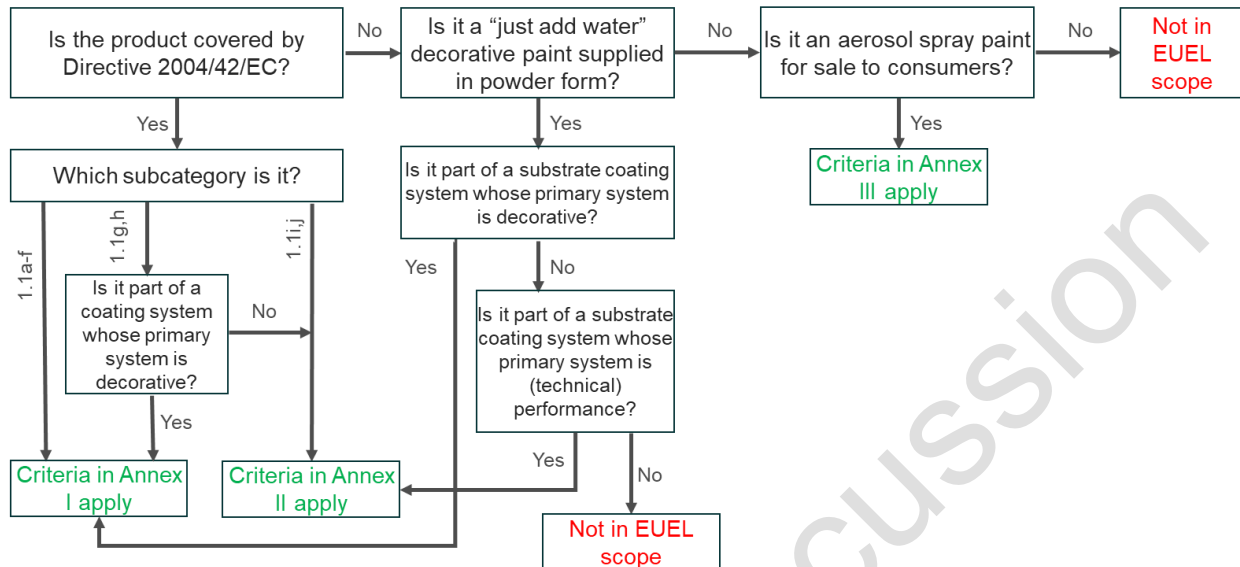 Is the product covered by
Directive 2004/42/EC?
No
Is it a “just add water”
decorative paint supplied
in powder form?
No
Is it an aerosol spray paint
for sale to consumers?
No
Not in
EUEL
scope
Yes
Yes
Yes
Which subcategory is it?
Is it part of a substrate coating
system whose primary system
is decorative?
Criteria in Annex
III apply
1.1a-f
1.1g,h
1.1i,j
Yes
No
Is it part of a
coating system
whose primary
system is
decorative?
No
Is it part of a substrate
coating system whose
primary system is
(technical)
performance?
Yes
Yes
No
Criteria in Annex
I apply
Criteria in Annex
II apply
Not in EUEL
scope
cussion